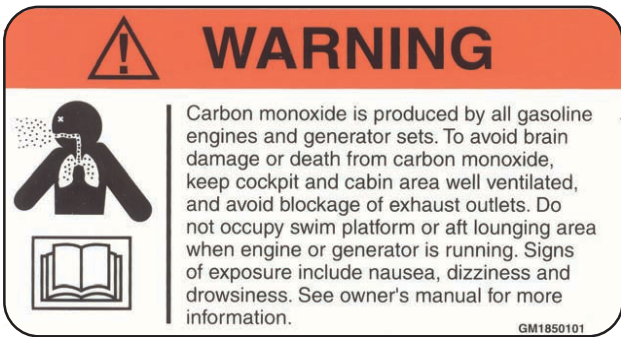 WARNING
Carbon monoxide is produced by all gasoline
engines and generator sets. To avoid brain
damage or death from carbon monoxide,
keep cockpit and cabin area well ventilated,
and avoid blockage of exhaust outlets. Do
not occupy swim platform or aft lounging area
when engine or generator is running. Signs
of exposure include nausea, dizziness and
drowsiness. See owner's manual for more
information.
GM1850101